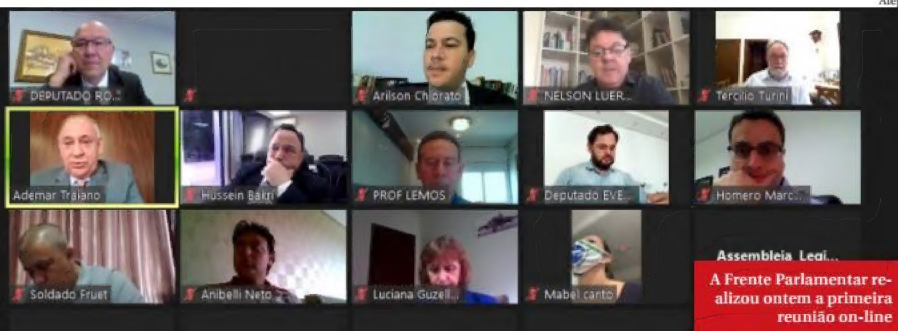 Ale
DEPUTADO RO...
Arilson Chiorato
NELSON LUER...
Tercilio Turini
Ademar Traiano
Hussein Bakri
PROF LEMOS
Deputado EVE...
Homero Marc...
Soldado Fruet
Anibelli Neto
Luciana Guzell...
Mabel canto
Assembleia Legi...
A Frente Parlamentar re-
alizou ontem a primeira
reunião on-line